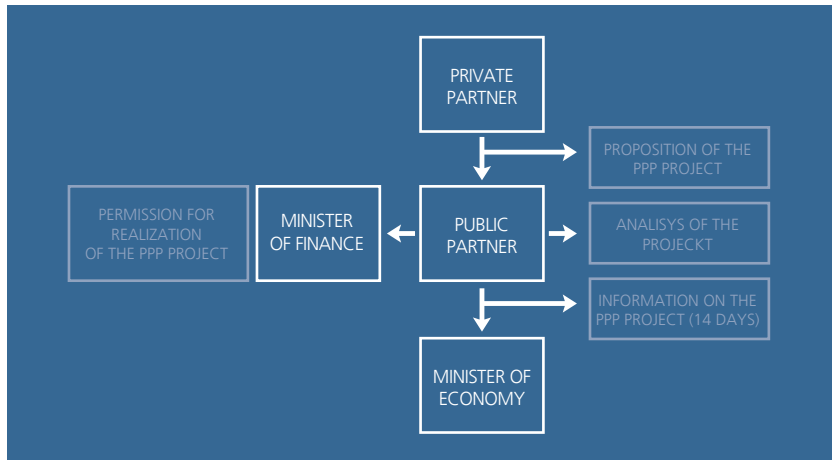 PRIVATE
PARTNER
PROPOSITION OF THE
PPP PROJECT
PERMISSION FOR
REALIZATION
OF THE PPP PROJECT
MINISTER
OF FINANCE
PUBLIC
PARTNER
ANALISYS OF THE
PROJECKT
INFORMATION ON THE
PPP PROJECT (14 DAYS)
MINISTER OF
ECONOMY